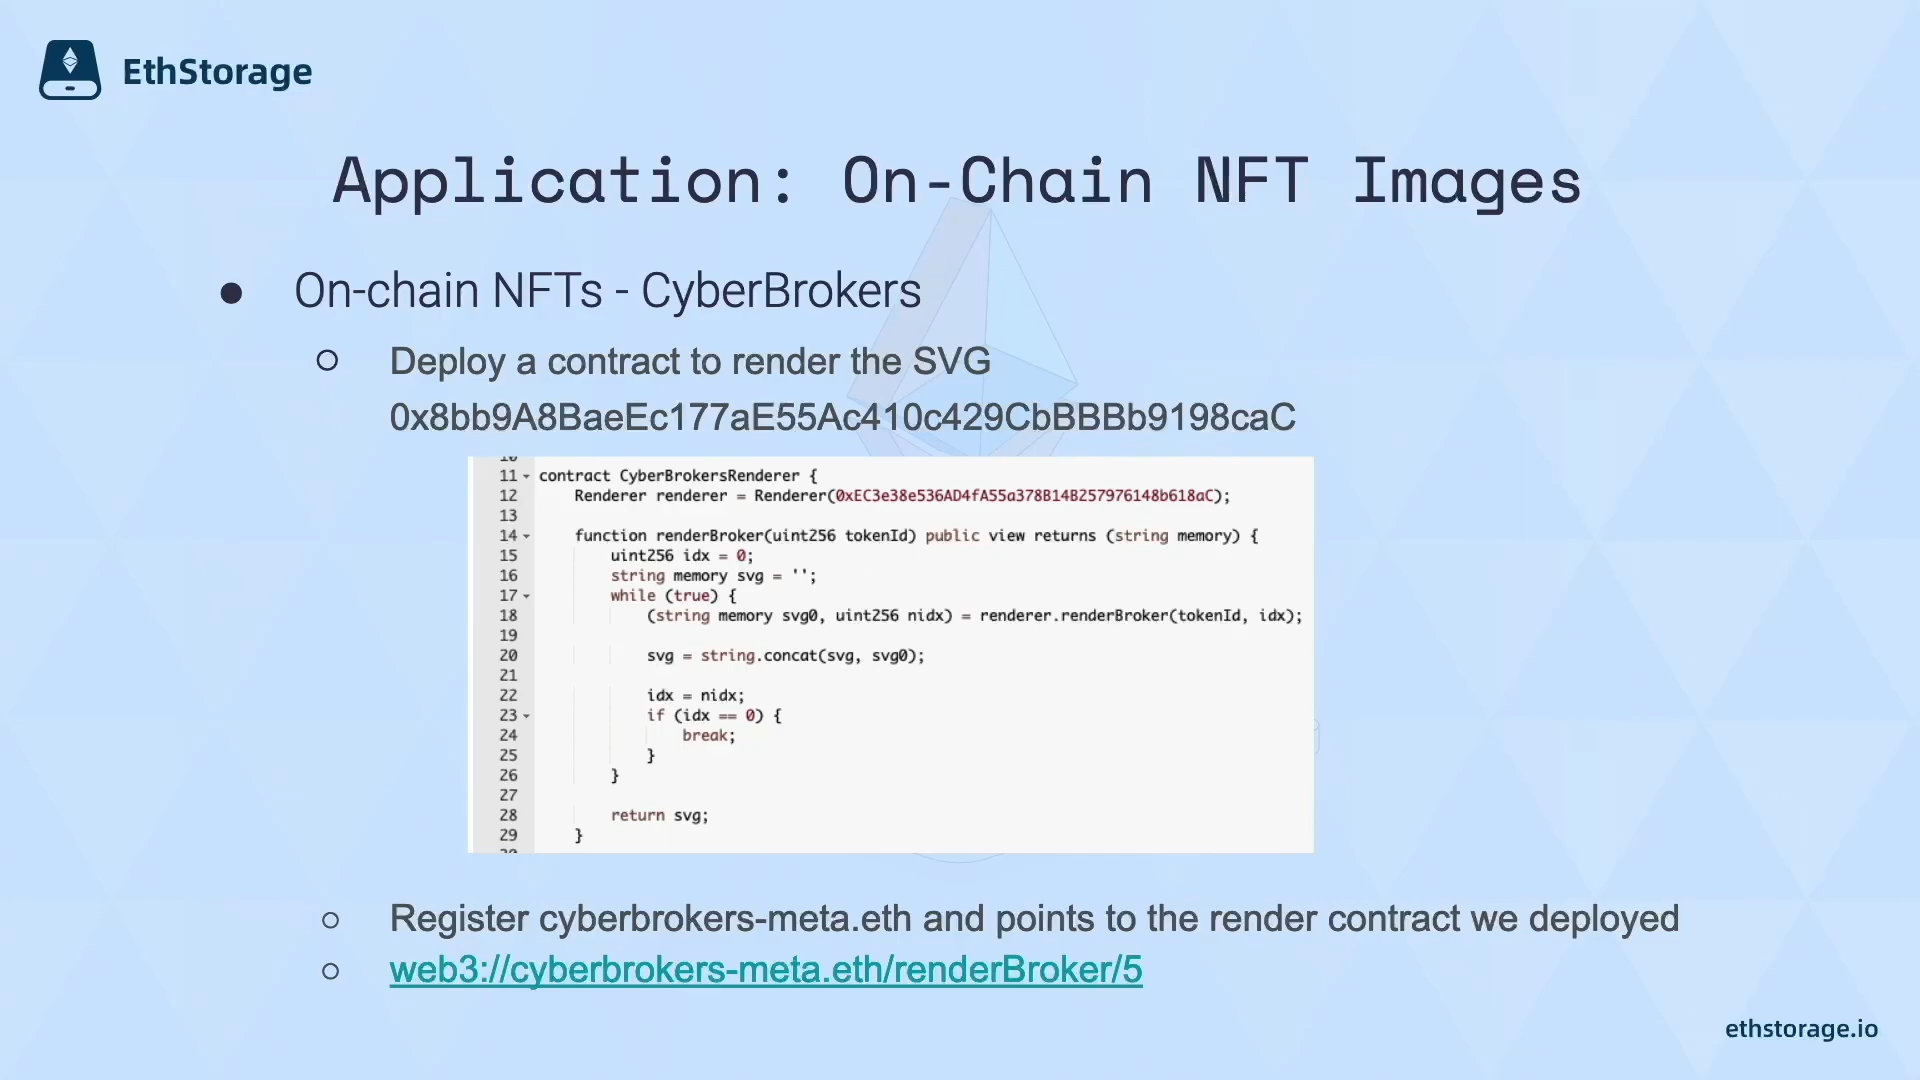 EthStorage
Application: On-Chain NFT Images
● On-chain NFTs - CyberBrokers
○ Deploy a contract to render the SVG
0x8bb9A8BaeEc177aE55Ac410c429CbBBBb9198caC
11 contract CyberBrokersRenderer {
12 Renderer renderer = Renderer(0xEC3e38e536AD4fA55a378B14B257976148b618aC);
13
14 function renderBroker(uint256 tokenId) public view returns (string memory) {
15 uint256 idx = 0;
16 string memory svg = '';
17 while (true) {
18 (string memory svg0, uint256 nidx) = renderer.renderBroker(tokenId, idx);
19
20 svg = string.concat(svg, svg0);
21
22 idx = nidx;
23 if (idx == 0) {
24 break;
25 }
26 }
27
28 return svg;
29 }
○ Register cyberbrokers-meta.eth and points to the render contract we deployed
○ web3://cyberbrokers-meta.eth/renderBroker/5
ethstorage.io